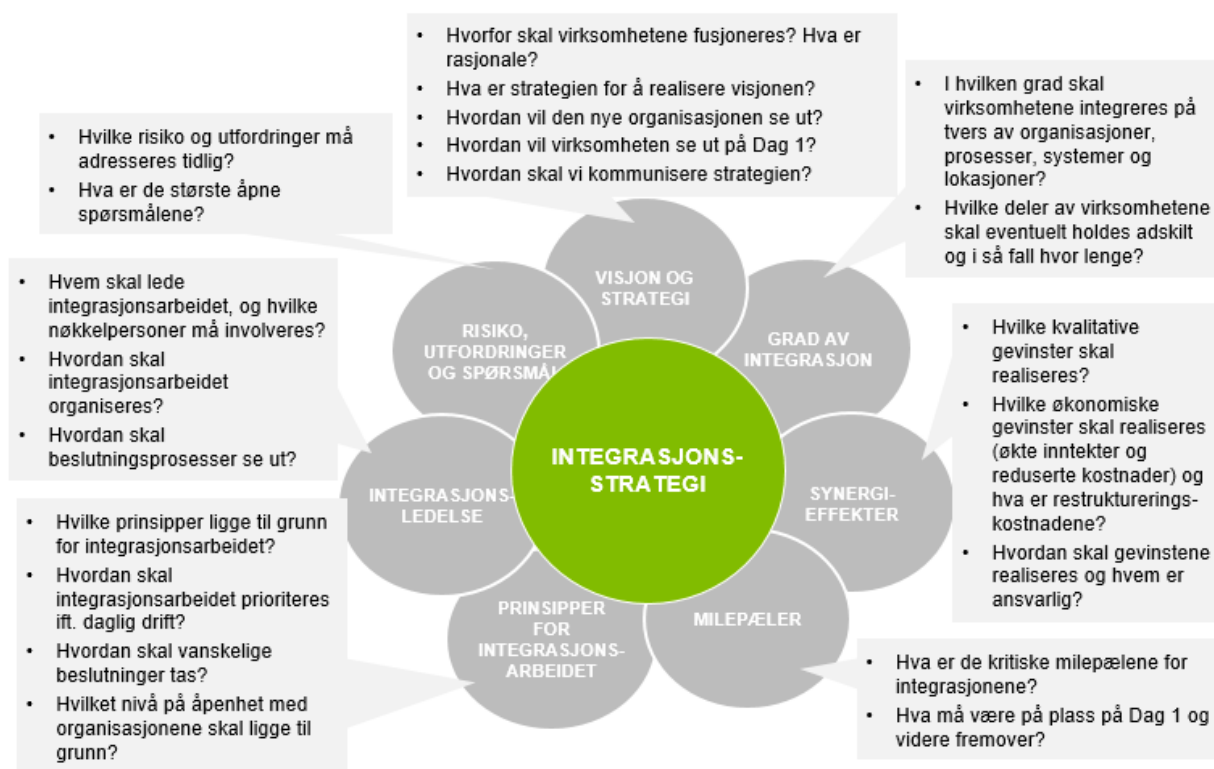 • Hvorfor skal virksomhetene fusjoneres? Hva er
rasjonale?
• Hva er strategien for å realisere visjonen?
• Hvordan vil den nye organisasjonen se ut?
• Hvordan vil virksomheten se ut på Dag 1?
• Hvordan skal vi kommunisere strategien?
• I hvilken grad skal
virksomhetene integreres på
tvers av organisasjoner,
prosesser, systemer og
lokasjoner?
• Hvilke deler av virksomhetene
skal eventuelt holdes adskilt
og i så fall hvor lenge?
• Hvilke risiko og utfordringer må
adresseres tidlig?
• Hva er de største åpne
spørsmålene?
• Hvem skal lede
integrasjonsarbeidet, og hvilke
nøkkelpersoner må involveres?
• Hvordan skal
integrasjonsarbeidet
organiseres?
• Hvordan skal
beslutningsprosesser se ut?
• Hvilke prinsipper ligge til grunn
for integrasjonsarbeidet?
• Hvordan skal
integrasjonsarbeidet prioriteres
ift. daglig drift?
• Hvordan skal vanskelige
beslutninger tas?
• Hvilket nivå på åpenhet med
organisasjonene skal ligge til
grunn?
VISJON OG
STRATEGI
RISIKO,
UTFORDRINGER
OG SPØRSMÅL
GRAD AV
INTEGRASJON
INTEGRASJONS-
STRATEGI
INTEGRASJONS-
LEDELSE
SYNERGI-
EFFEKTER
PRINSIPPER
FOR
INTEGRASJONS-
ARBEIDET
MILEPÆLER
• Hvilke kvalitative
gevinster skal
realiseres?
• Hvilke økonomiske
gevinster skal realiseres
(økte inntekter og
reduserte kostnader) og
hva er restrukturerings-
kostnadene?
• Hvordan skal gevinstene
realiseres og hvem er
ansvarlig?
• Hva er de kritiske milepælene for
integrasjonene?
• Hva må være på plass på Dag 1 og
videre fremover?